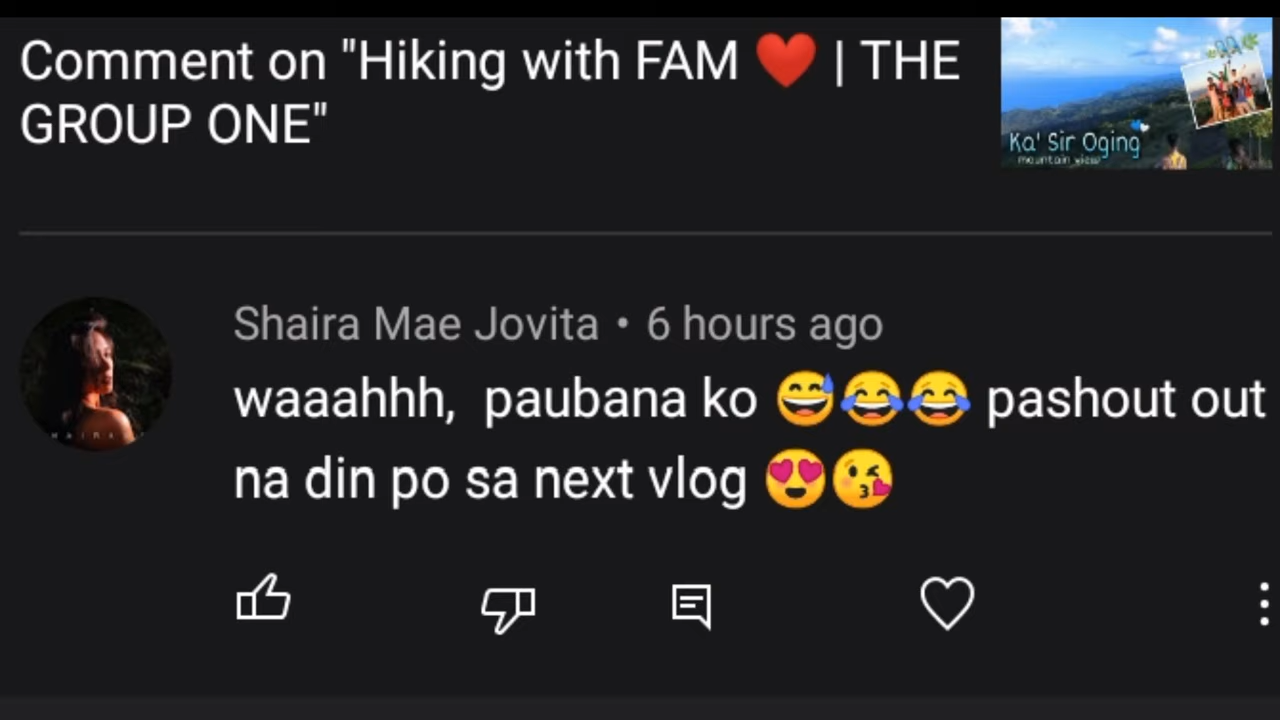 Comment on "Hiking with FAM ❤️ | THE
GROUP ONE"
Ka' Sir Oging
mountain view
Shaira Mae Jovita • 6 hours ago
waaahhh, paubana ko 😅😂😂 pashout out
na din po sa next vlog 😍😘